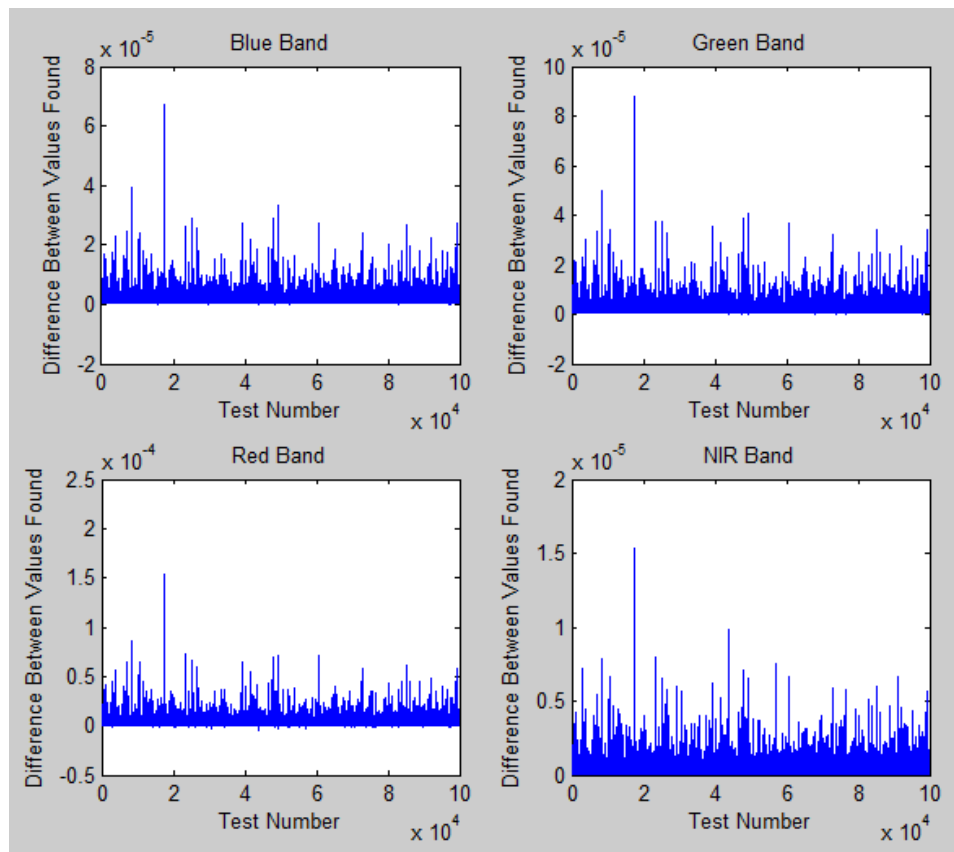 Blue Band
x 10^-5
Difference Between Values Found
8
6
4
2
0
-2
0 2 4 6 8 10
Test Number
x 10^4
Green Band
x 10^-5
Difference Between Values Found
10
8
6
4
2
0
-2
0 2 4 6 8 10
Test Number
x 10^4
Red Band
x 10^-4
Difference Between Values Found
2.5
2
1.5
1
0.5
0
-0.5
0 2 4 6 8 10
Test Number
x 10^4
NIR Band
x 10^-5
Difference Between Values Found
2
1.5
1
0.5
0
0 2 4 6 8 10
Test Number
x 10^4